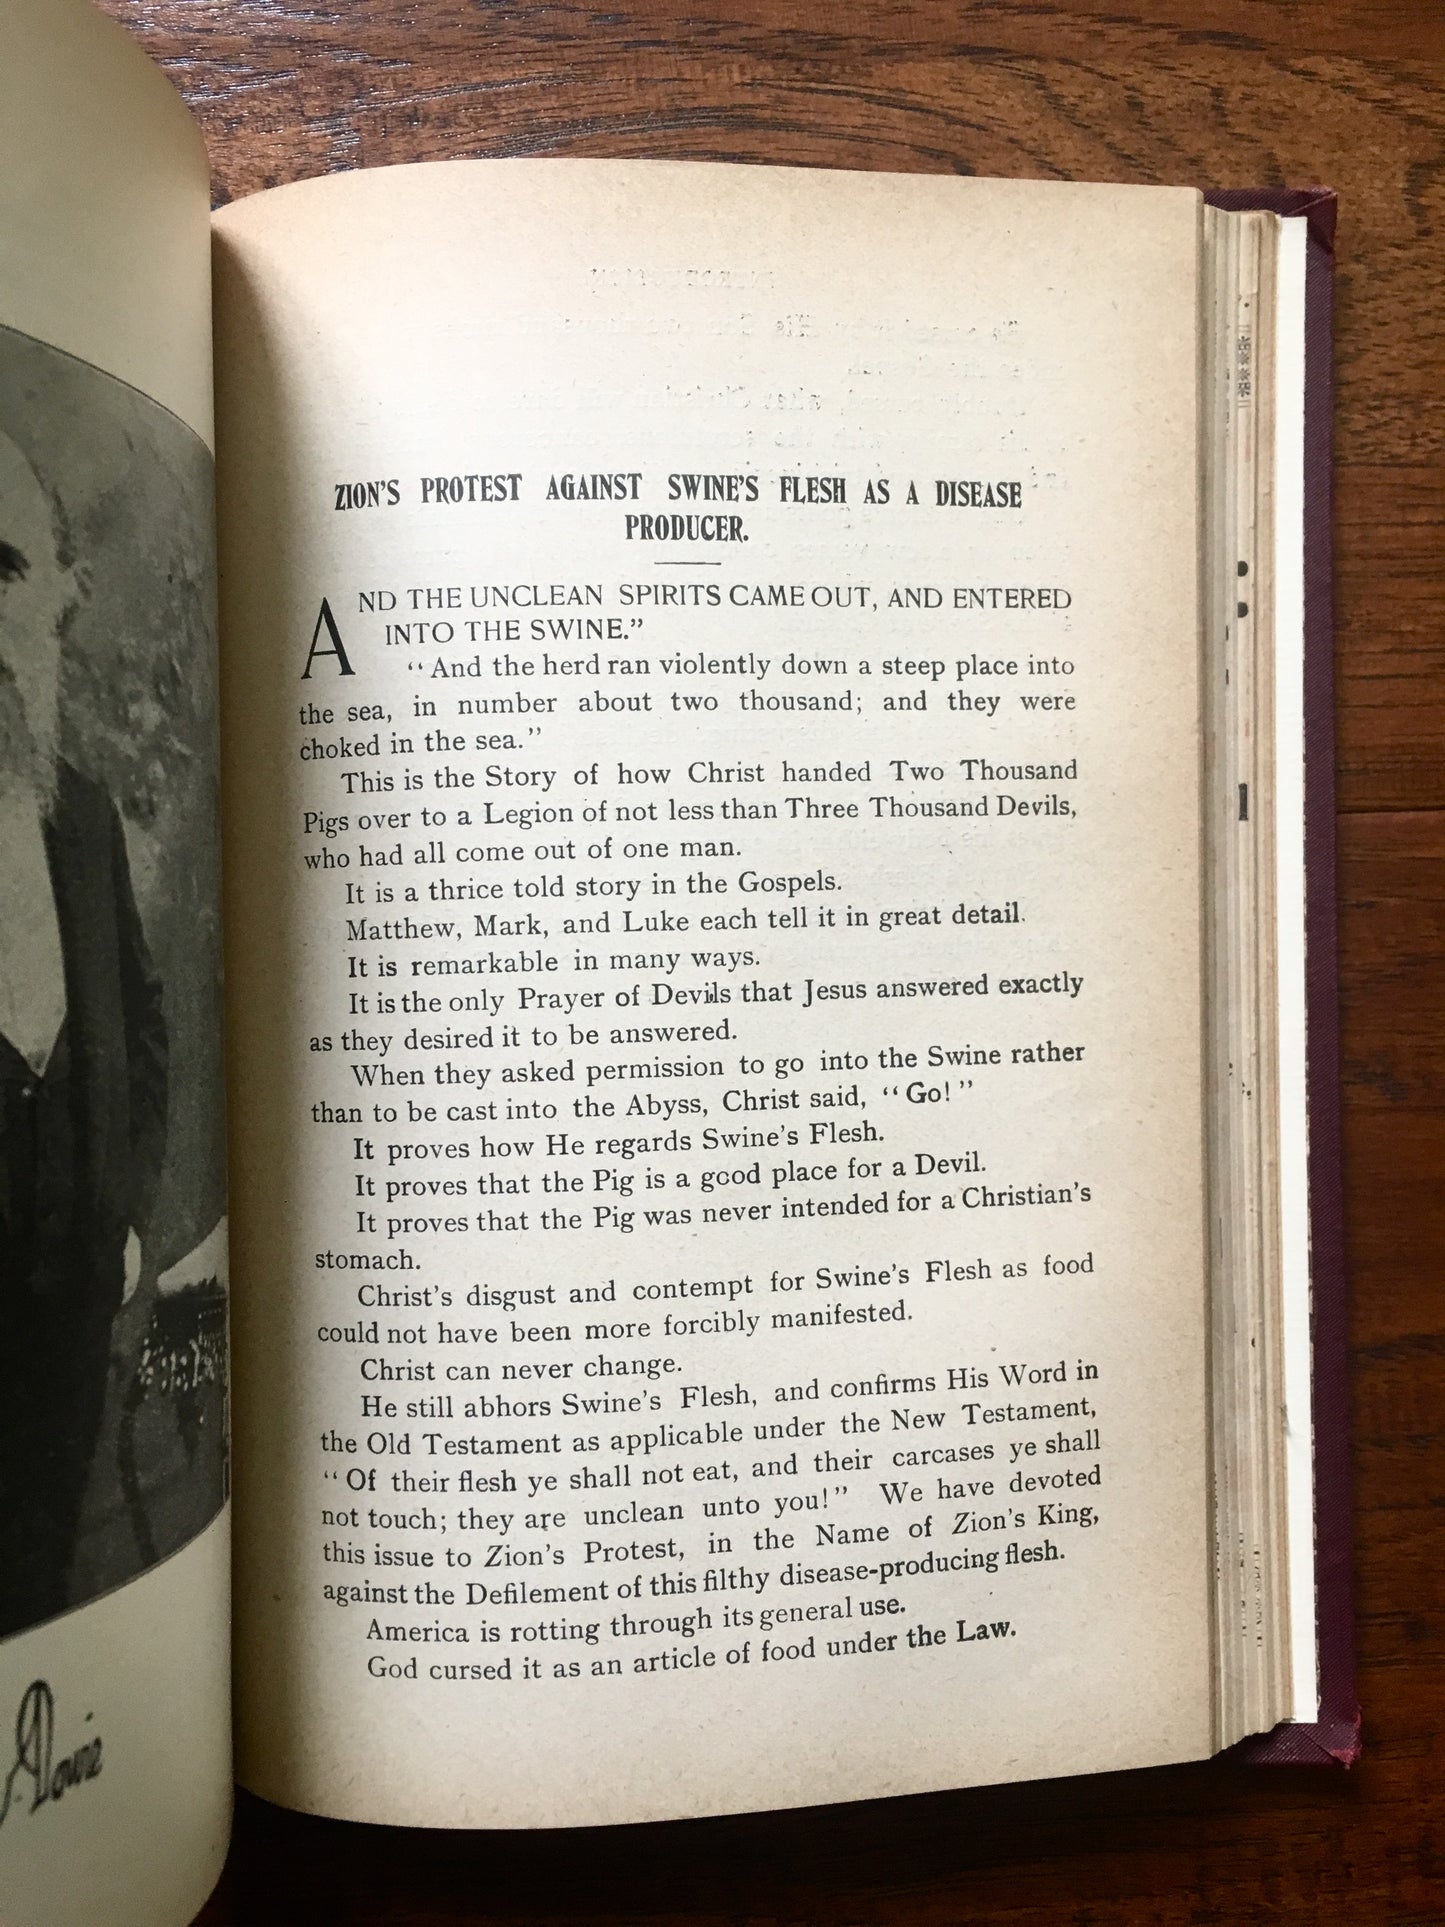 ZION'S PROTEST AGAINST SWINE'S FLESH AS A DISEASE
PRODUCER.
AND THE UNCLEAN SPIRITS CAME OUT, AND ENTERED
INTO THE SWINE."
"And the herd ran violently down a steep place into
the sea, in number about two thousand; and they were
choked in the sea."
This is the Story of how Christ handed Two Thousand
Pigs over to a Legion of not less than Three Thousand Devils,
who had all come out of one man.
It is a thrice told story in the Gospels.
Matthew, Mark, and Luke each tell it in great detail.
It is remarkable in many ways.
It is the only Prayer of Devils that Jesus answered exactly
as they desired it to be answered.
When they asked permission to go into the Swine rather
than to be cast into the Abyss, Christ said, "Go!"
It proves how He regards Swine's Flesh.
It proves that the Pig is a good place for a Devil.
It proves that the Pig was never intended for a Christian's
stomach.
Christ's disgust and contempt for Swine's Flesh as food
could not have been more forcibly manifested.
Christ can never change.
He still abhors Swine's Flesh, and confirms His Word in
the Old Testament as applicable under the New Testament,
"Of their flesh ye shall not eat, and their carcases ye shall
not touch; they are unclean unto you!" We have devoted
this issue to Zion's Protest, in the Name of Zion's King,
against the Defilement of this filthy disease-producing flesh.
America is rotting through its general use.
God cursed it as an article of food under the Law.
Dowie